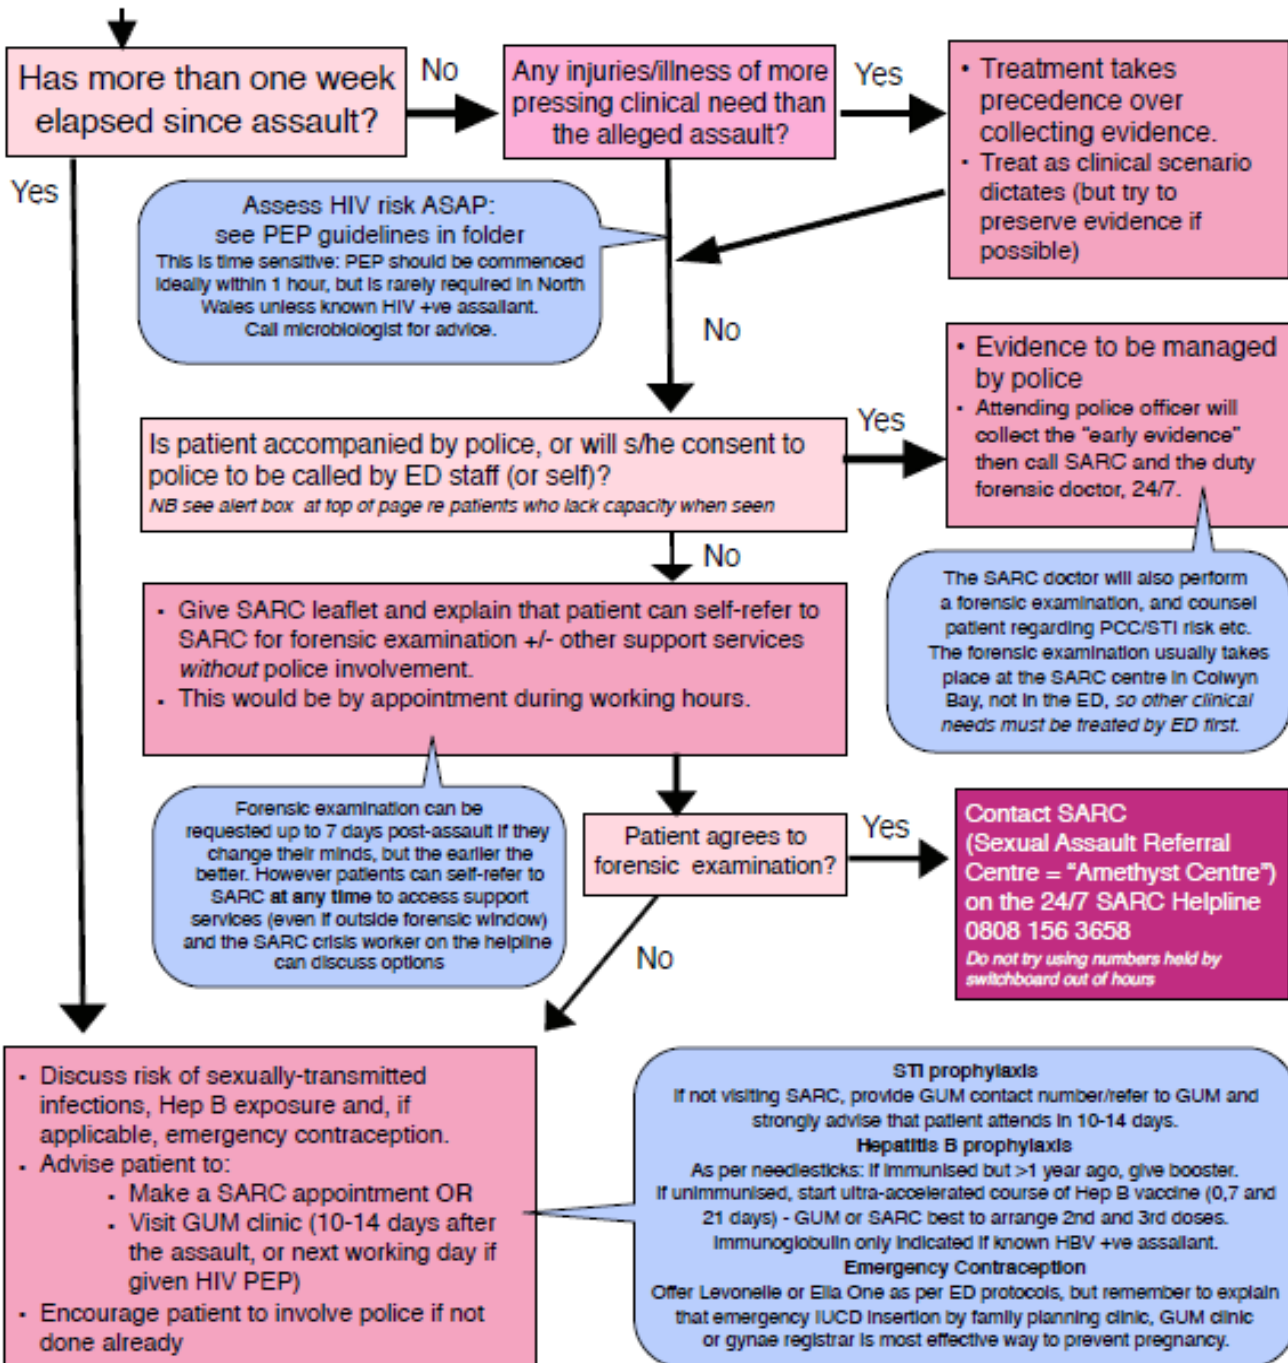 Has more than one week
elapsed since assault?
No
Any injuries/illness of more
pressing clinical need than
the alleged assault?
Yes
• Treatment takes
precedence over
collecting evidence.
• Treat as clinical scenario
dictates (but try to
preserve evidence if
possible)
Yes
Assess HIV risk ASAP:
see PEP guidelines in folder
This is time sensitive: PEP should be commenced
ideally within 1 hour, but is rarely required in North
Wales unless known HIV +ve assailant.
Call microbiologist for advice.
No
Is patient accompanied by police, or will s/he consent to
police to be called by ED staff (or self)?
NB see alert box at top of page re patients who lack capacity when seen
Yes
• Evidence to be managed
by police
• Attending police officer will
collect the “early evidence”
then call SARC and the duty
forensic doctor, 24/7.
The SARC doctor will also perform
a forensic examination, and counsel
patient regarding PCC/STI risk etc.
The forensic examination usually takes
place at the SARC centre in Colwyn
Bay, not in the ED, so other clinical
needs must be treated by ED first.
No
• Give SARC leaflet and explain that patient can self-refer to
SARC for forensic examination +/- other support services
without police involvement.
• This would be by appointment during working hours.
Forensic examination can be
requested up to 7 days post-assault if they
change their minds, but the earlier the
better. However patients can self-refer to
SARC at any time to access support
services (even if outside forensic window)
and the SARC crisis worker on the helpline
can discuss options
Patient agrees to
forensic examination?
Yes
Contact SARC
(Sexual Assault Referral
Centre = “Amethyst Centre”)
on the 24/7 SARC Helpline
0808 156 3658
Do not try using numbers held by
switchboard out of hours
No
• Discuss risk of sexually-transmitted
infections, Hep B exposure and, if
applicable, emergency contraception.
• Advise patient to:
• Make a SARC appointment OR
• Visit GUM clinic (10-14 days after
the assault, or next working day if
given HIV PEP)
• Encourage patient to involve police if not
done already
STI prophylaxis
If not visiting SARC, provide GUM contact number/refer to GUM and
strongly advise that patient attends in 10-14 days.
Hepatitis B prophylaxis
As per needlesticks: if immunised but >1 year ago, give booster.
If unimmunised, start ultra-accelerated course of Hep B vaccine (0,7 and
21 days) - GUM or SARC best to arrange 2nd and 3rd doses.
Immunoglobulin only indicated if known HBV +ve assailant.
Emergency Contraception
Offer Levonelle or Ella One as per ED protocols, but remember to explain
that emergency IUCD insertion by family planning clinic, GUM clinic
or gynae registrar is most effective way to prevent pregnancy.